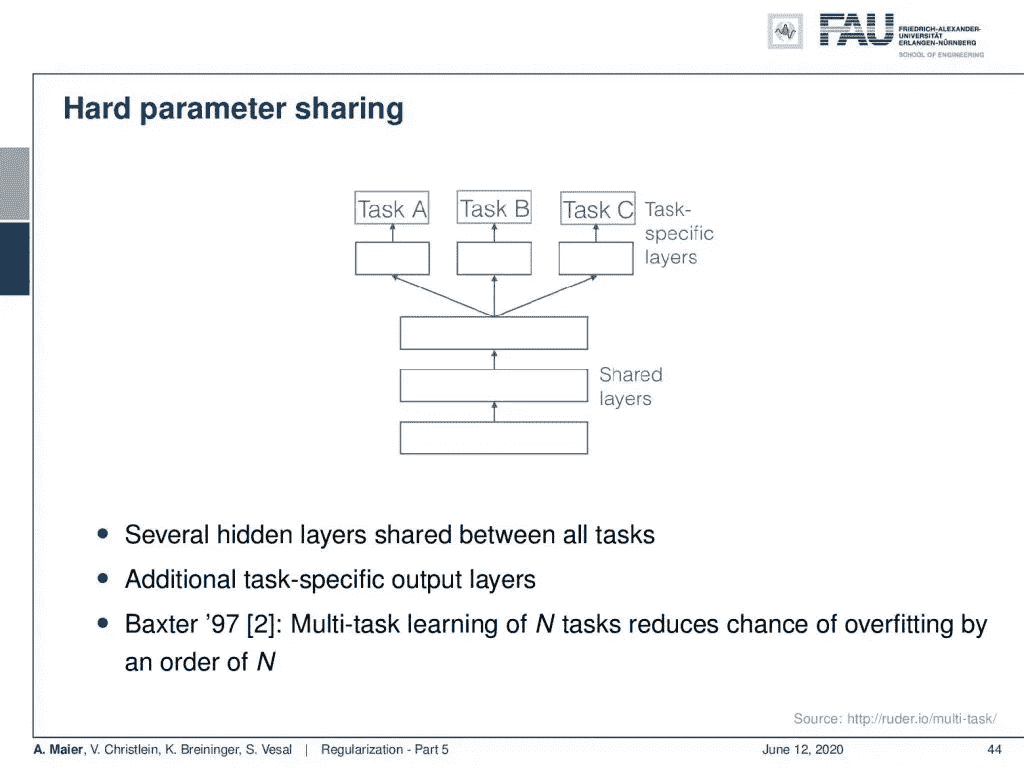 FAU
FRIEDRICH-ALEXANDER-
UNIVERSITÄT
ERLANGEN-NÜRNBERG
SCHOOL OF ENGINEERING
Hard parameter sharing
Task A Task B Task C
Task-
specific
layers
Shared
layers
• Several hidden layers shared between all tasks
• Additional task-specific output layers
• Baxter ’97 [2]: Multi-task learning of N tasks reduces chance of overfitting by
an order of N
Source: http://ruder.io/multi-task/
A. Maier, V. Christlein, K. Breininger, S. Vesal | Regularization - Part 5 June 12, 2020 44